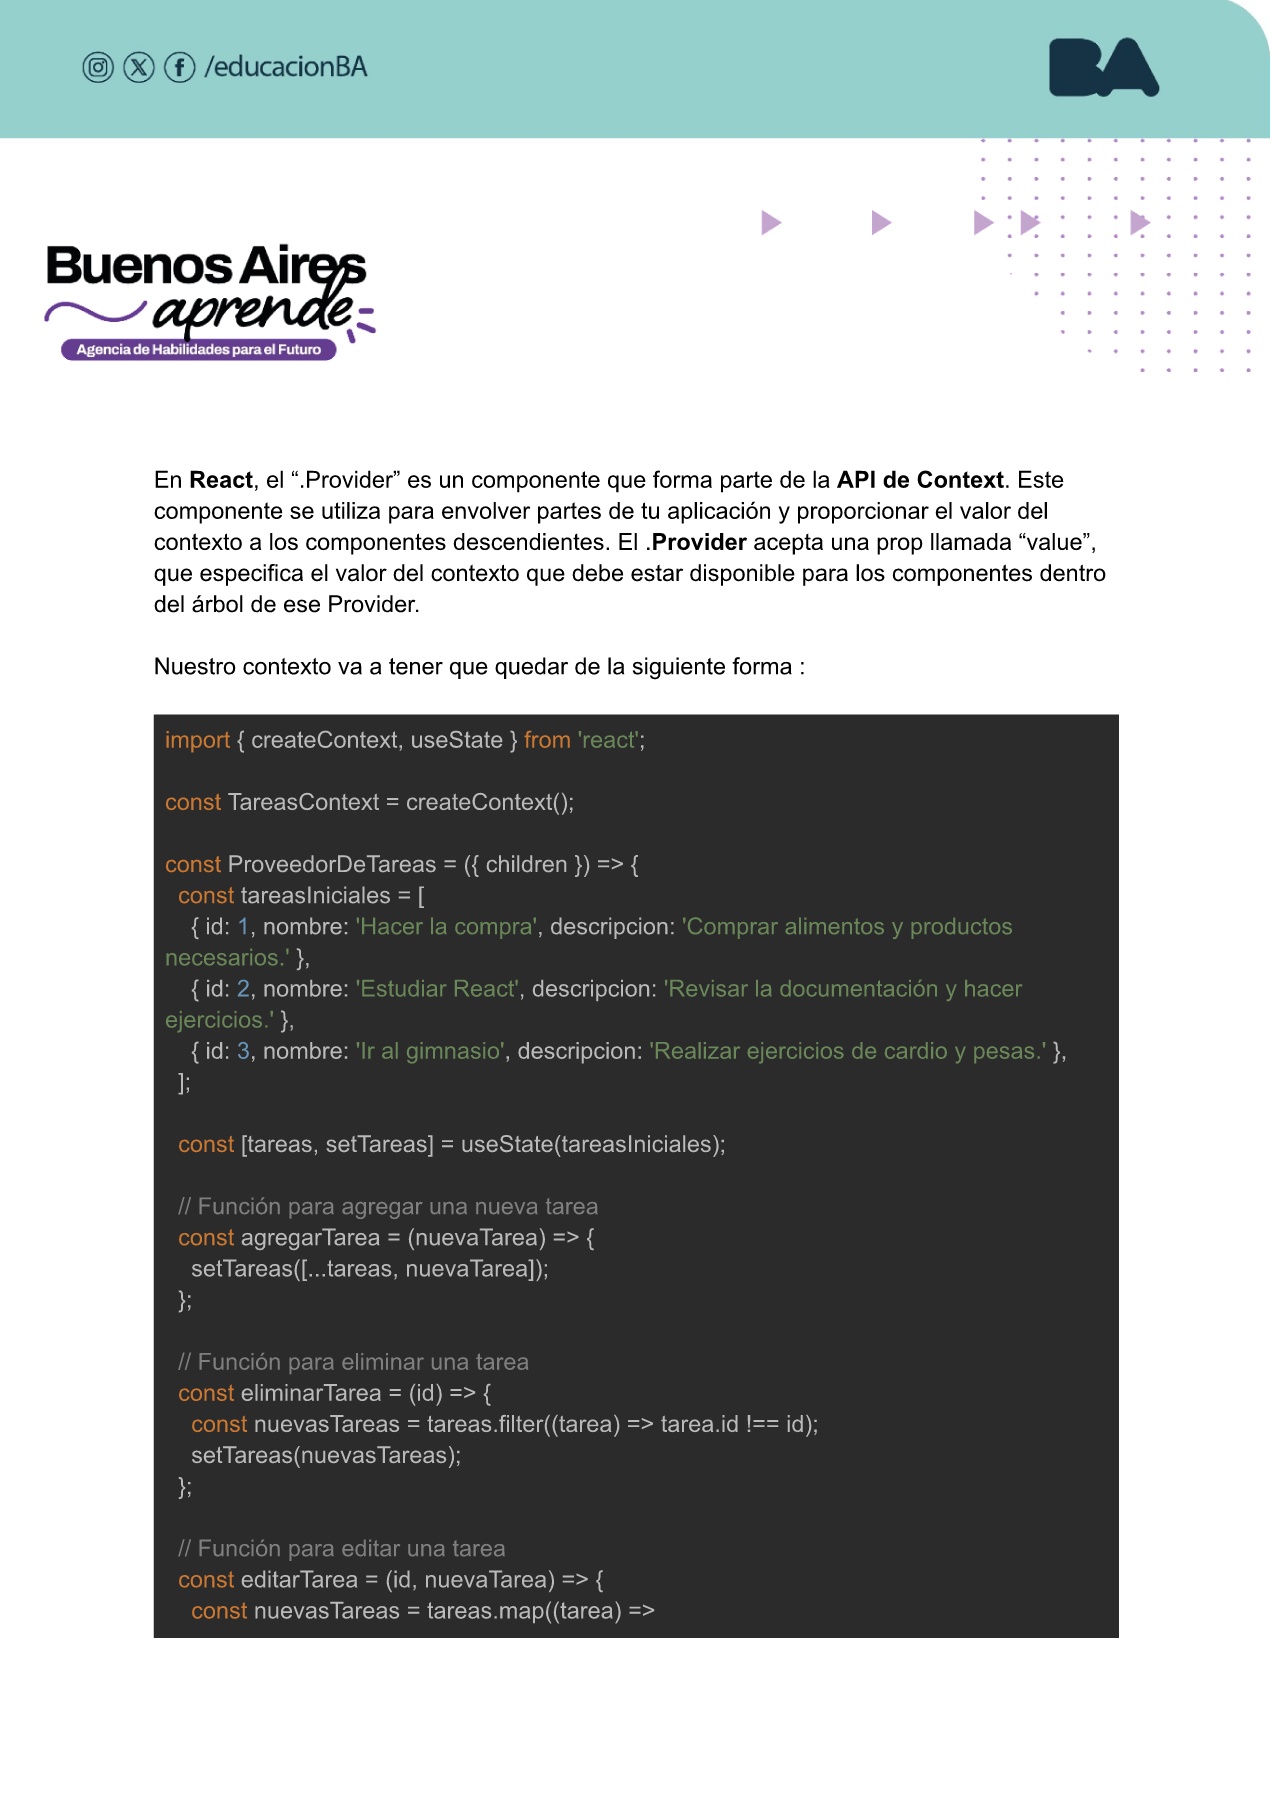 /educacionBA
BA
Buenos Aires
aprende
Agencia de Habilidades para el Futuro
En React, el “.Provider” es un componente que forma parte de la API de Context. Este
componente se utiliza para envolver partes de tu aplicación y proporcionar el valor del
contexto a los componentes descendientes. El .Provider acepta una prop llamada “value”,
que especifica el valor del contexto que debe estar disponible para los componentes dentro
del árbol de ese Provider.
Nuestro contexto va a tener que quedar de la siguiente forma :
import { createContext, useState } from 'react';
const TareasContext = createContext();
const ProveedorDeTareas = ({ children }) => {
const tareasIniciales = [
{ id: 1, nombre: 'Hacer la compra', descripcion: 'Comprar alimentos y productos
necesarios.' },
{ id: 2, nombre: 'Estudiar React', descripcion: 'Revisar la documentación y hacer
ejercicios.' },
{ id: 3, nombre: 'Ir al gimnasio', descripcion: 'Realizar ejercicios de cardio y pesas.' },
];
const [tareas, setTareas] = useState(tareasIniciales);
// Función para agregar una nueva tarea
const agregarTarea = (nuevaTarea) => {
setTareas([...tareas, nuevaTarea]);
};
// Función para eliminar una tarea
const eliminarTarea = (id) => {
const nuevasTareas = tareas.filter((tarea) => tarea.id !== id);
setTareas(nuevasTareas);
};
// Función para editar una tarea
const editarTarea = (id, nuevaTarea) => {
const nuevasTareas = tareas.map((tarea) =>